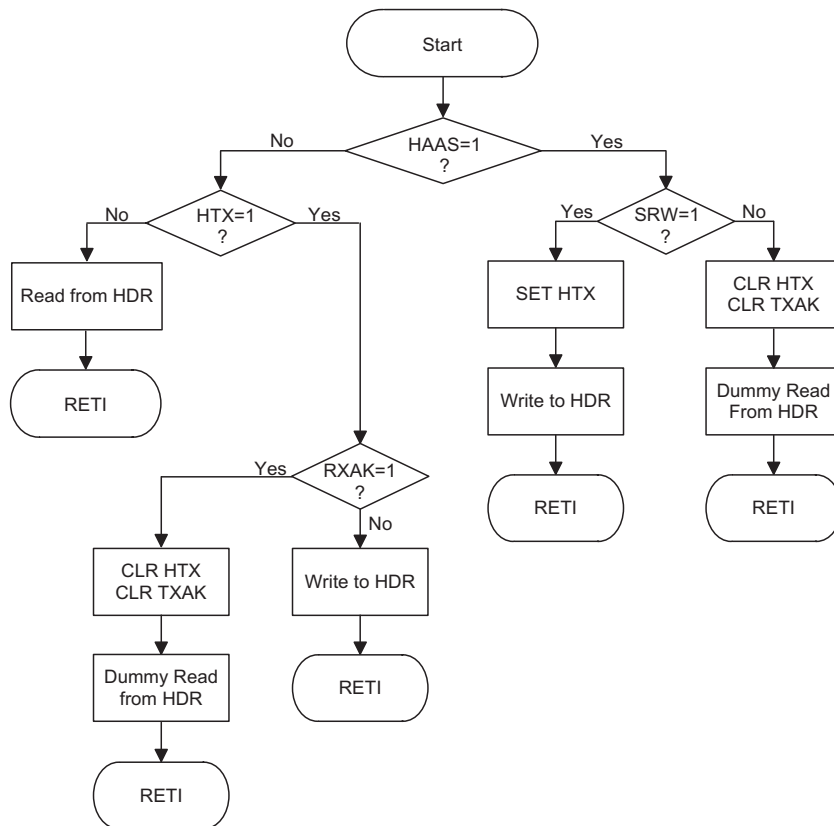 Start
HAAS=1
?
No
Yes
HTX=1
?
No
Yes
SRW=1
?
Yes
No
Read from HDR
RETI
SET HTX
Write to HDR
RETI
CLR HTX
CLR TXAK
Dummy Read
From HDR
RETI
RXAK=1
?
Yes
No
CLR HTX
CLR TXAK
Dummy Read
from HDR
RETI
Write to HDR
RETI